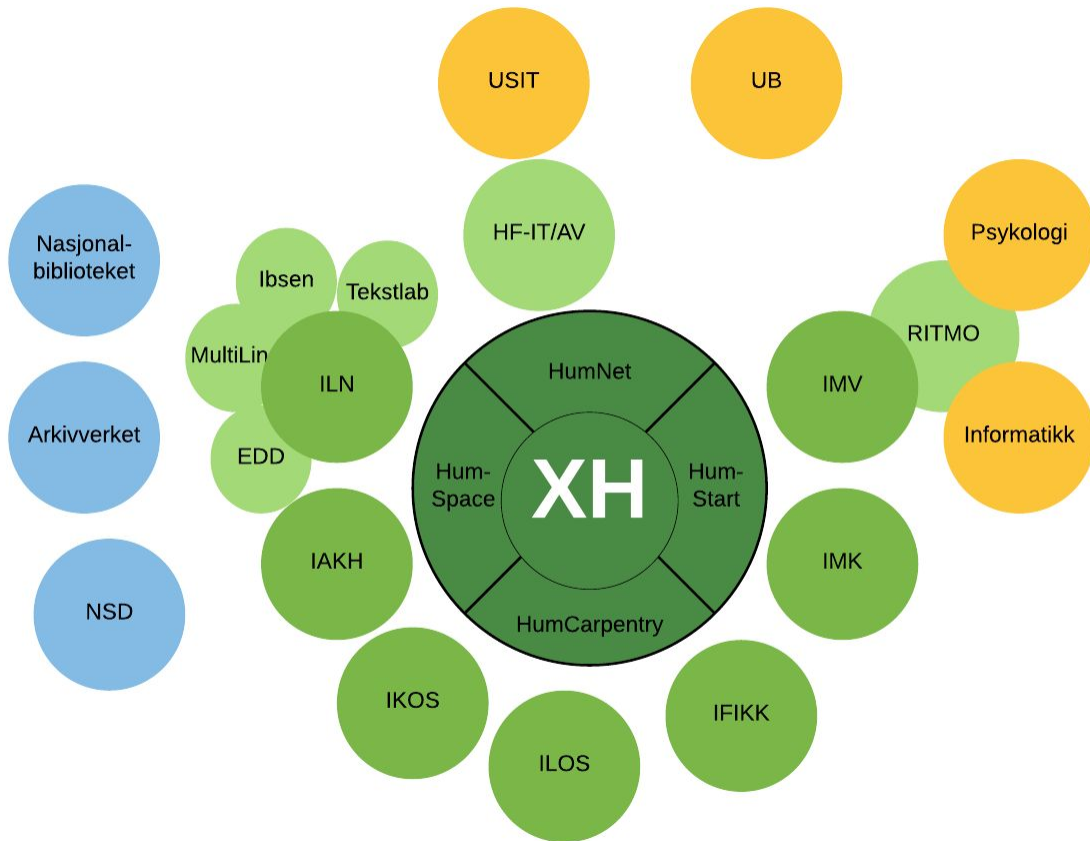 USIT
UB
HF-IT/AV
Psykologi
Nasjonal-
biblioteket
Ibsen
Tekstlab
RITMO
MultiLin
ILN
HumNet
IMV
Arkivverket
EDD
Informatikk
Hum-
Space
XH
Hum-
Start
IAKH
IMK
NSD
HumCarpentry
IKOS
IFIKK
ILOS